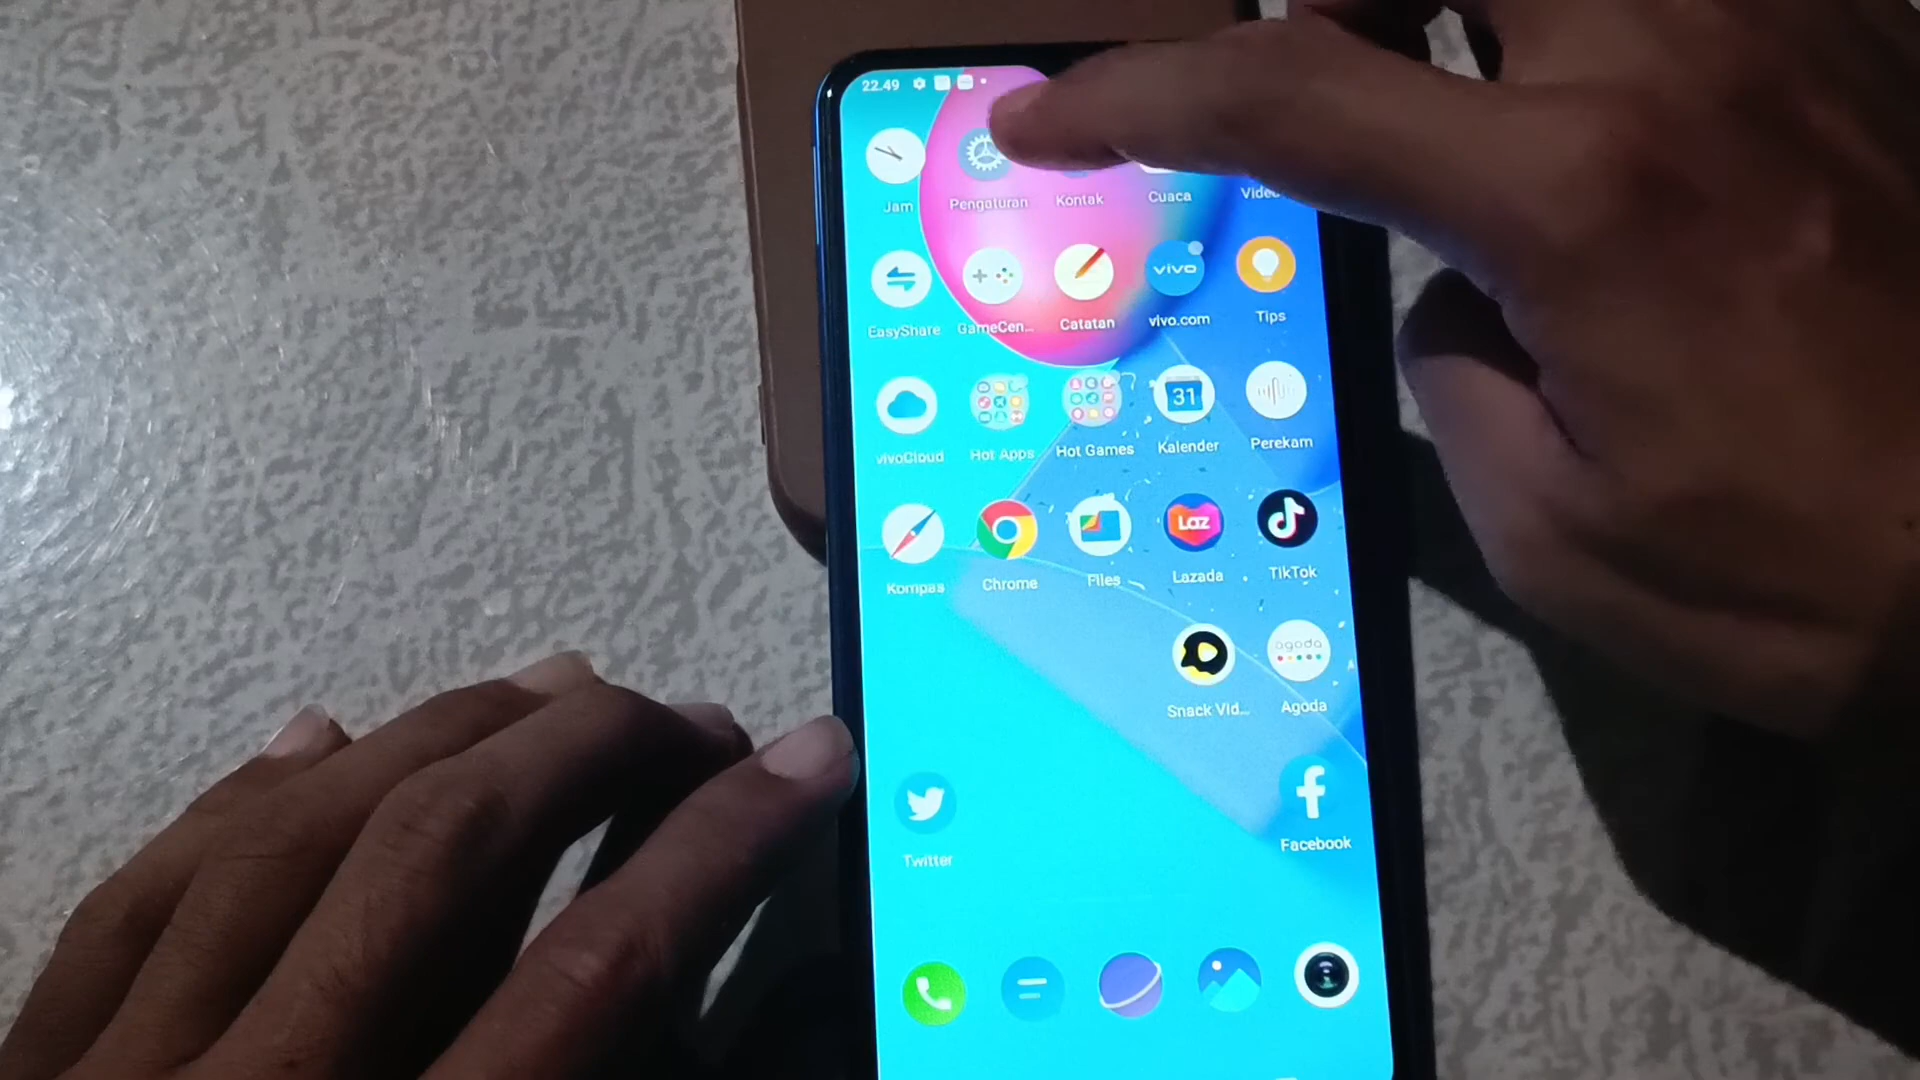 22.49
Jam Pengaturan Kontak Cuaca Video
vivo
EasyShare GameCen... Catatan vivo.com Tips
31
vivoCloud Hot Apps Hot Games Kalender Perekam
Laz
Kompas Chrome Files Lazada TikTok
agoda
Snack Vid... Agoda
Twitter Facebook